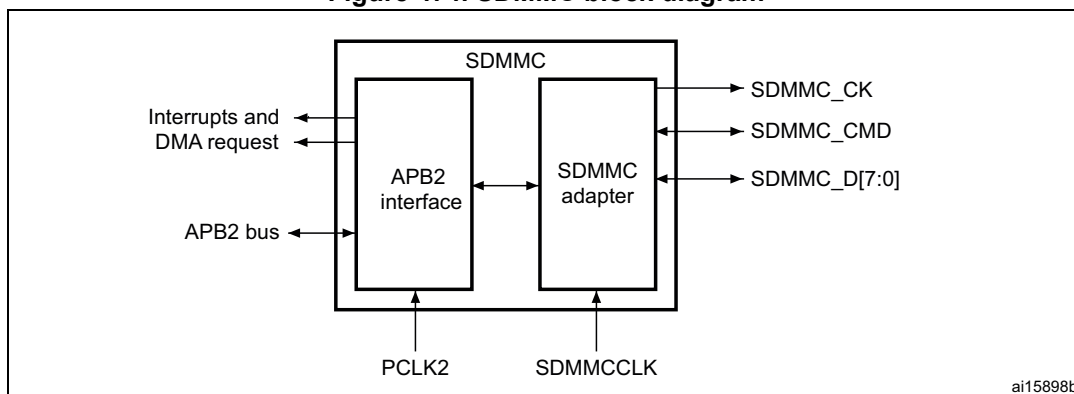 SDMMC
Interrupts and
DMA request
APB2 bus
APB2
interface
SDMMC
adapter
SDMMC_CK
SDMMC_CMD
SDMMC_D[7:0]
PCLK2
SDMMCCLK
ai15898b